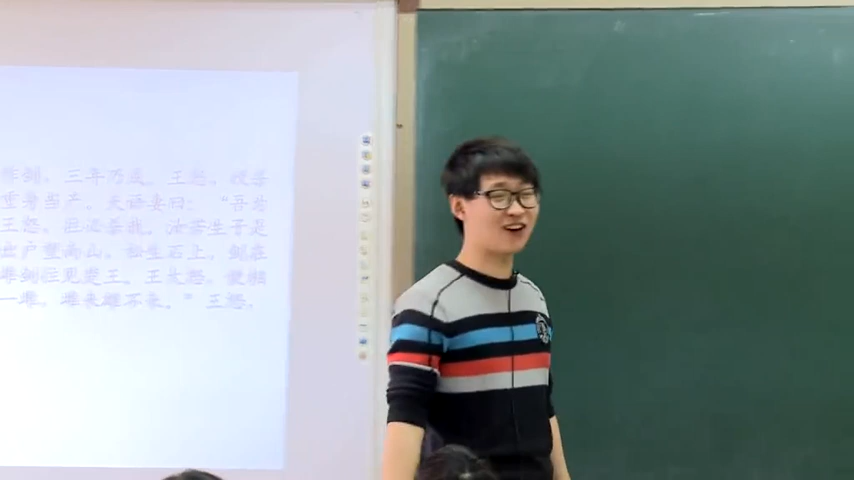 作剑，三年乃成。王怒，欲杀
重身当产。夫语妻曰：“吾为
王怒，但必杀我，汝若生子是
出户望南山，松生石上，剑在
雌剑往见楚王。王大怒，使相
一雌，雌来雄不来。”王怒，